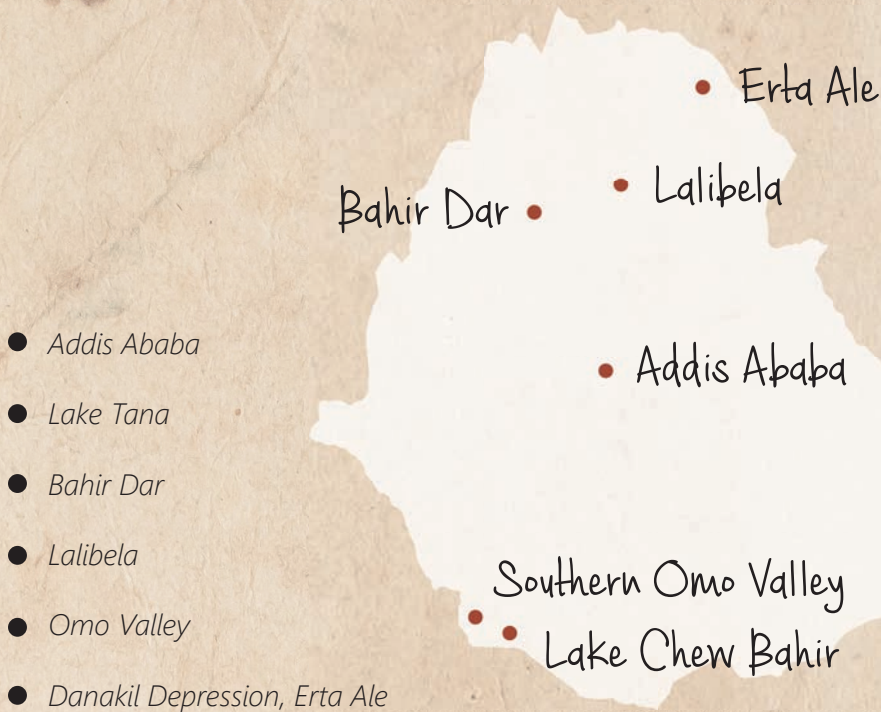 Erta Ale
Lalibela
Bahir Dar
Addis Ababa
Southern Omo Valley
Lake Chew Bahir
Addis Ababa
Lake Tana
Bahir Dar
Lalibela
Omo Valley
Danakil Depression, Erta Ale